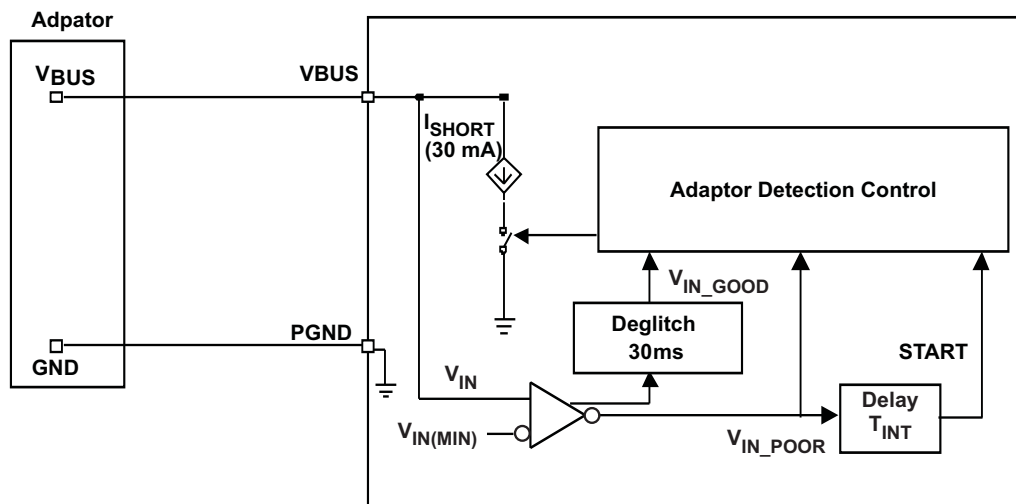 Adpator
VBUS
VBUS
ISHORT
(30 mA)
Adaptor Detection Control
VIN_GOOD
PGND
Deglitch
30ms
GND
START
VIN
Delay
TINT
VIN(MIN)
VIN_POOR